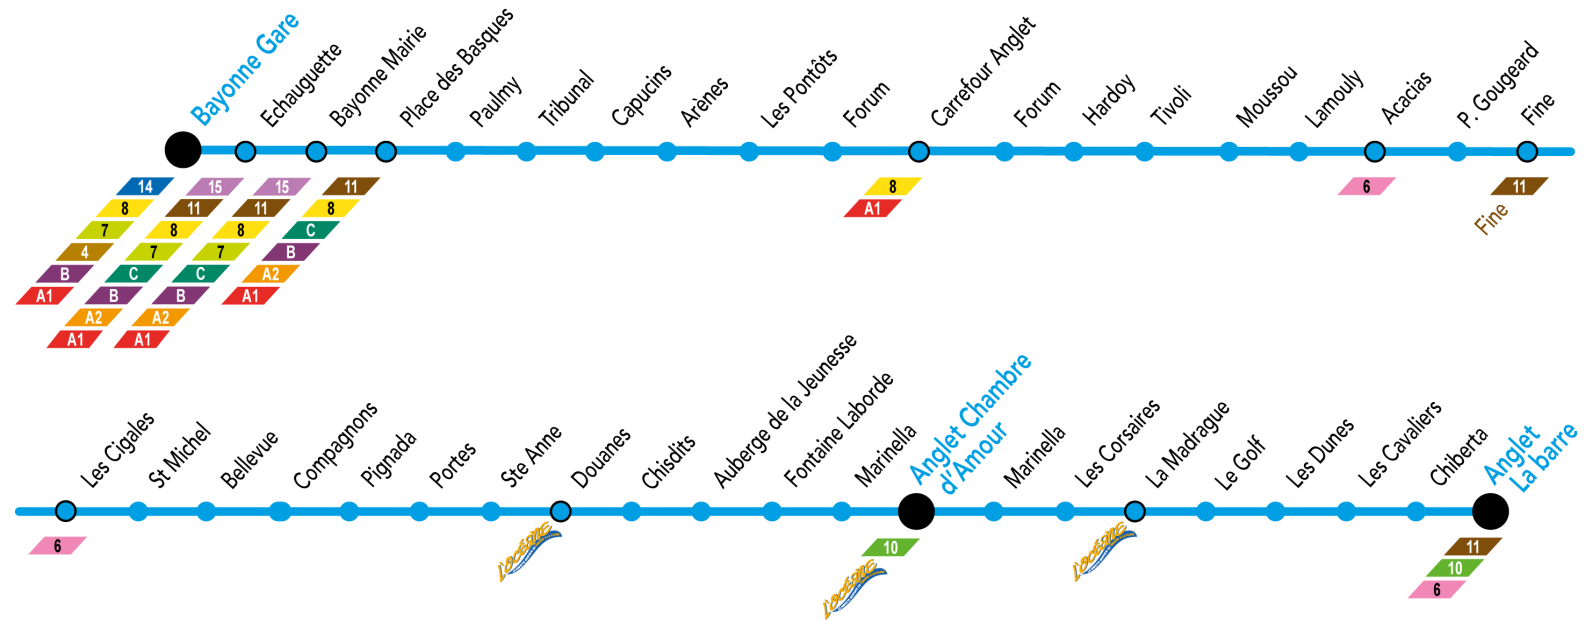 Bayonne Gare
Echauguette
Bayonne Mairie
Place des Basques
Paulmy
Tribunal
Capucins
Arènes
Les Pontôts
Forum
Carrefour Anglet
Forum
Hardoy
Tivoli
Moussou
Lamouly
Acacias
P. Gougeard
Fine
14
8
7
4
B
A1
15
11
8
7
C
B
A2
A1
15
11
8
7
C
B
A2
A1
11
8
C
B
A2
A1
8
A1
6
11
Fine
Les Cigales
St Michel
Bellevue
Compagnons
Pignada
Portes
Ste Anne
Douanes
Chisdits
Auberge de la Jeunesse
Fontaine Laborde
Marinella
Anglet Chambre
d'Amour
Marinella
Les Corsaires
La Madrague
Le Golf
Les Dunes
Les Cavaliers
Chiberta
Anglet
La barre
6
L'OCÉANE
10
L'OCÉANE
L'OCÉANE
11
10
6